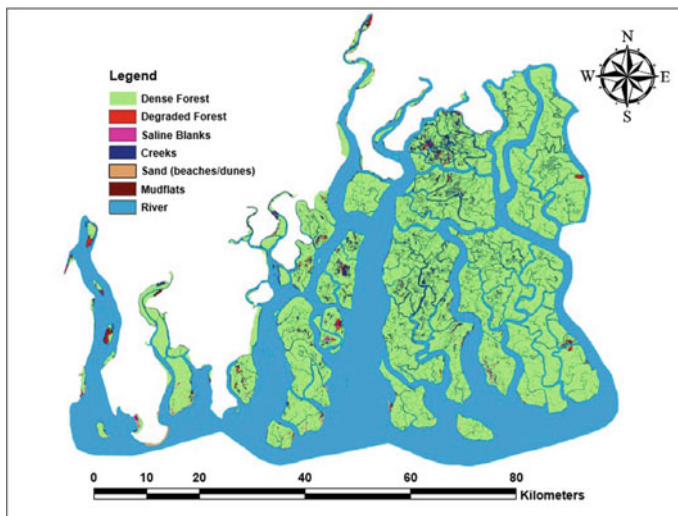 N
W E
S
Legend
Dense Forest
Degraded Forest
Saline Blanks
Creeks
Sand (beaches/dunes)
Mudflats
River
0 10 20 40 60 80
Kilometers